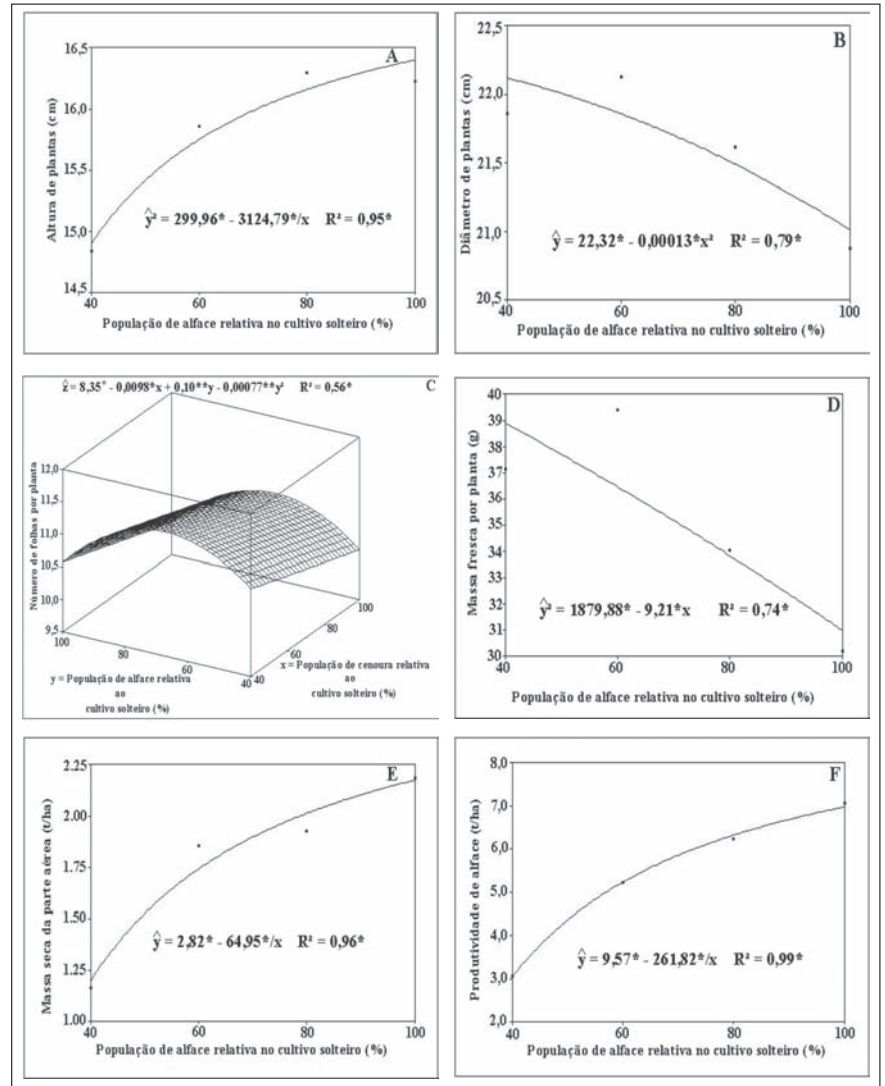 A
16,5
16,0
15,5
15,0
14,5
Altura de plantas (cm)
ŷ² = 299,96* - 3124,79*/x R² = 0,95*
40 60 80 100
População de alface relativa no cultivo solteiro (%)
B
22,5
22,0
21,5
21,0
20,5
Diâmetro de plantas (cm)
ŷ = 22,32* - 0,00013*x² R² = 0,79*
40 60 80 100
População de alface relativa no cultivo solteiro (%)
ẑ = 8,35* - 0,0098*x + 0,10**y - 0,00077**y² R² = 0,56*
C
12,0
11,5
11,0
10,5
10,0
9,5
Número de folhas por planta
100
80
60
40
40
60
80
100
y = População de alface relativa
ao
cultivo solteiro (%)
x = População de cenoura relativa
ao
cultivo solteiro (%)
D
40
39
38
37
36
34
33
32
31
30
Massa fresca por planta (g)
ŷ² = 1879,88* - 9,21*x R² = 0,74*
40 60 80 100
População de alface relativa no cultivo solteiro (%)
E
2.25
2.00
1.75
1.50
1.25
1.00
Massa seca da parte aérea (t/ha)
ŷ = 2,82* - 64,95*/x R² = 0,96*
40 60 80 100
População de alface relativa no cultivo solteiro (%)
F
8,0
7,0
6,0
5,0
4,0
3,0
2,0
Produtividade de alface (t/ha)
ŷ = 9,57* - 261,82*/x R² = 0,99*
40 60 80 100
População de alface relativa no cultivo solteiro (%)